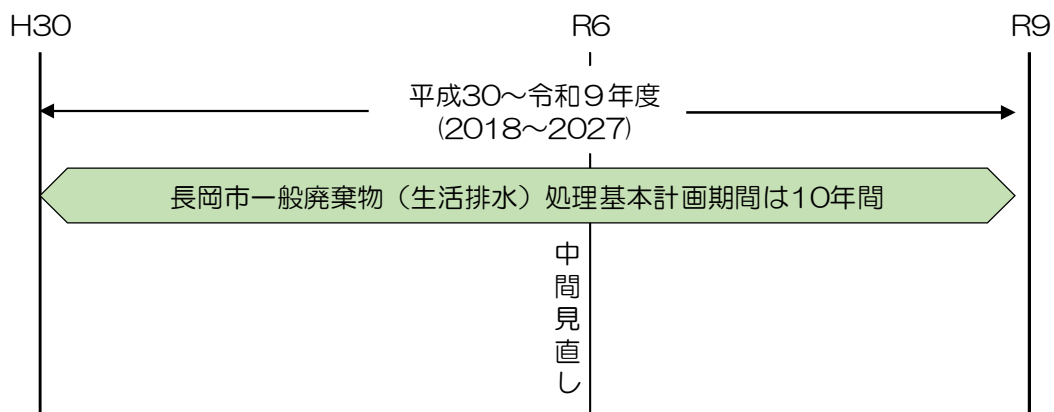 H30
R6
R9
平成30～令和9年度
(2018～2027)
長岡市一般廃棄物（生活排水）処理基本計画期間は10年間
中間見直し